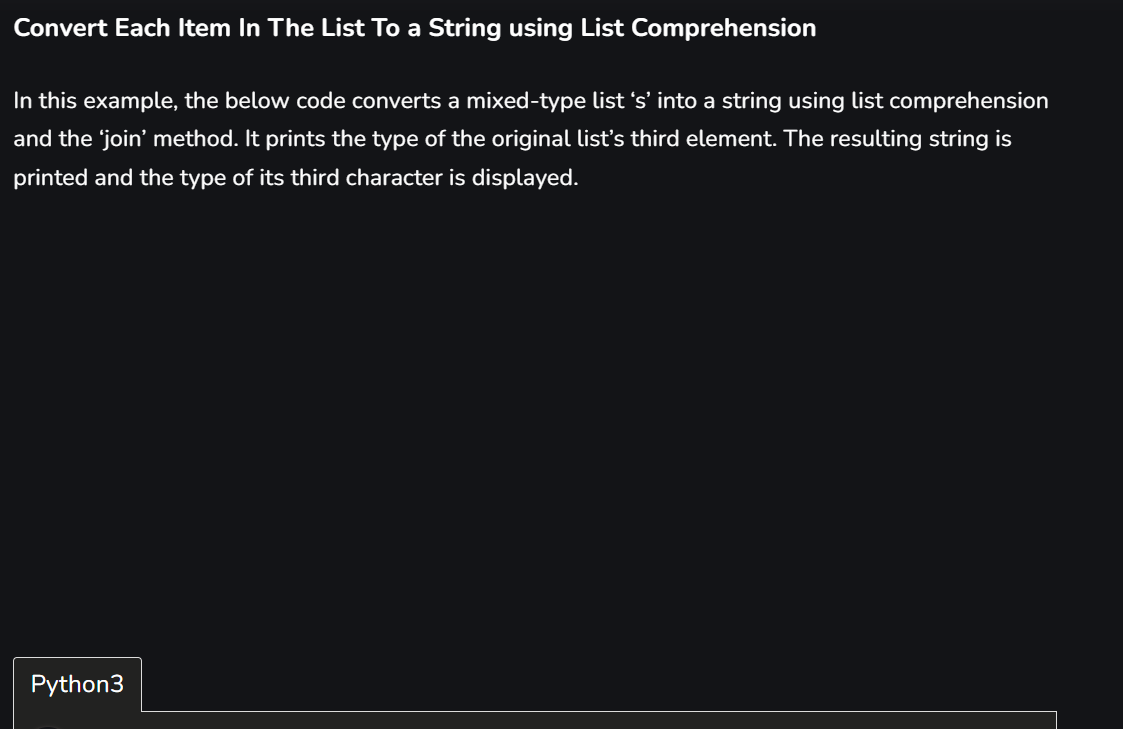 Convert Each Item In The List To a String using List Comprehension
In this example, the below code converts a mixed-type list ‘s’ into a string using list comprehension
and the ‘join’ method. It prints the type of the original list’s third element. The resulting string is
printed and the type of its third character is displayed.
Python3